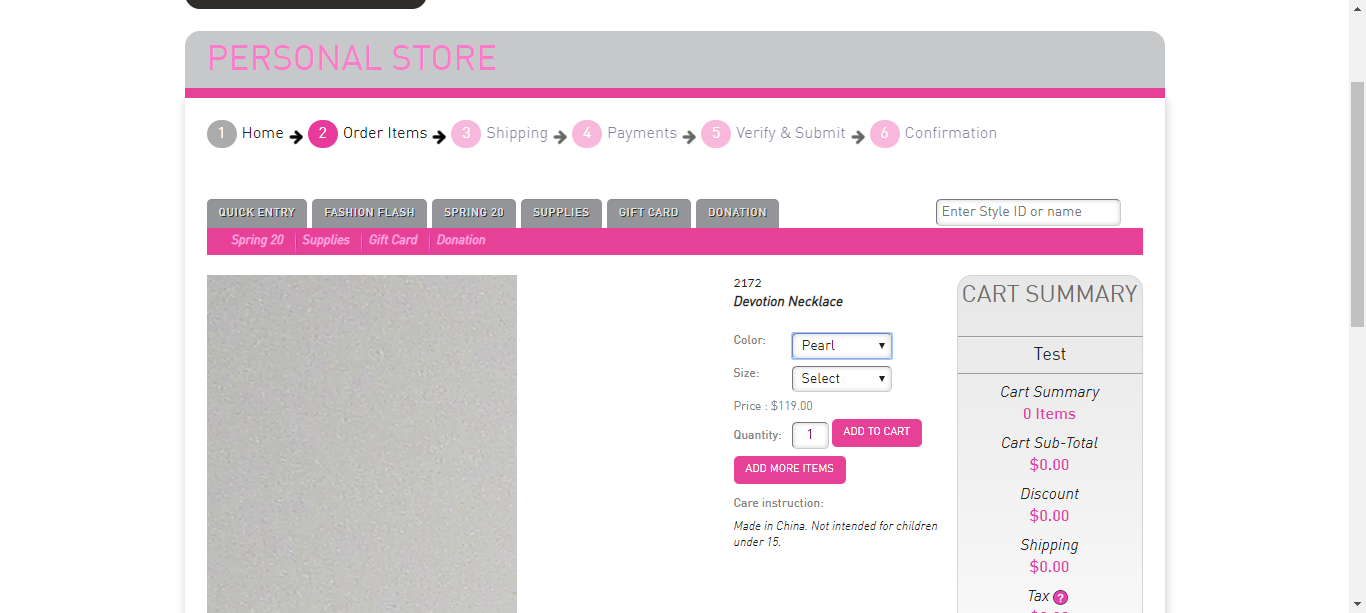 PERSONAL STORE
1 Home 2 Order Items 3 Shipping 4 Payments 5 Verify & Submit 6 Confirmation
QUICK ENTRY FASHION FLASH SPRING 20 SUPPLIES GIFT CARD DONATION Enter Style ID or name
Spring 20 Supplies Gift Card Donation
2172
Devotion Necklace
Color: Pearl
Size: Select
Price : $119.00
Quantity: 1 ADD TO CART
ADD MORE ITEMS
Care instruction:
Made in China. Not intended for children
under 15.
CART SUMMARY
Test
Cart Summary
0 Items
Cart Sub-Total
$0.00
Discount
$0.00
Shipping
$0.00
Tax ?